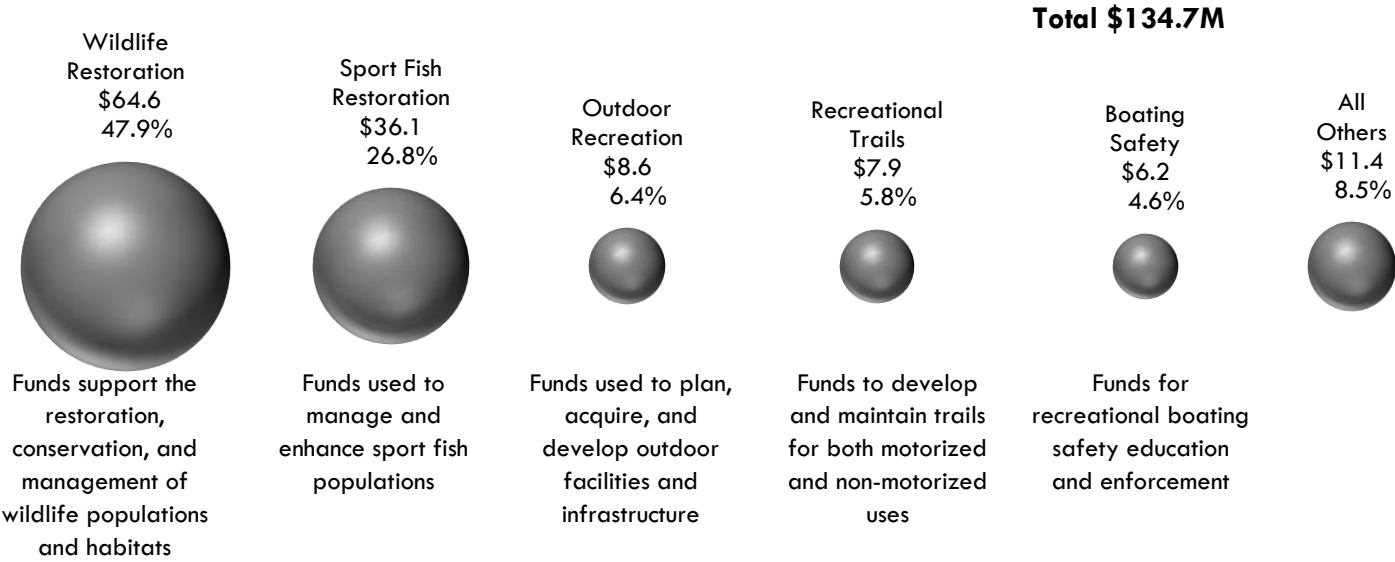 Total $134.7M
Wildlife
Restoration
$64.6
47.9%
Sport Fish
Restoration
$36.1
26.8%
Outdoor
Recreation
$8.6
6.4%
Recreational
Trails
$7.9
5.8%
Boating
Safety
$6.2
4.6%
All
Others
$11.4
8.5%
Funds support the
restoration,
conservation, and
management of
wildlife populations
and habitats
Funds used to
manage and
enhance sport fish
populations
Funds used to plan,
acquire, and
develop outdoor
facilities and
infrastructure
Funds to develop
and maintain trails
for both motorized
and non-motorized
uses
Funds for
recreational boating
safety education
and enforcement